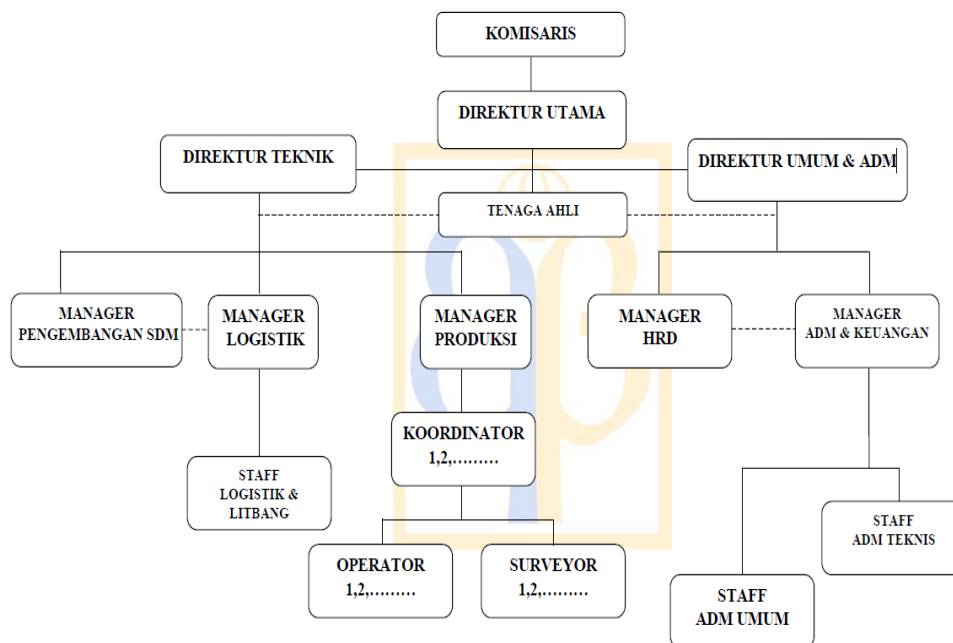 KOMISARIS
DIREKTUR UTAMA
DIREKTUR TEKNIK
DIREKTUR UMUM & ADM
TENAGA AHLI
MANAGER
PENGEMBANGAN SDM
MANAGER
LOGISTIK
MANAGER
PRODUKSI
MANAGER
HRD
MANAGER
ADM & KEUANGAN
KOORDINATOR
1,2,………
STAFF
LOGISTIK &
LITBANG
STAFF
ADM TEKNIS
OPERATOR
1,2,………
SURVEYOR
1,2,………
STAFF
ADM UMUM